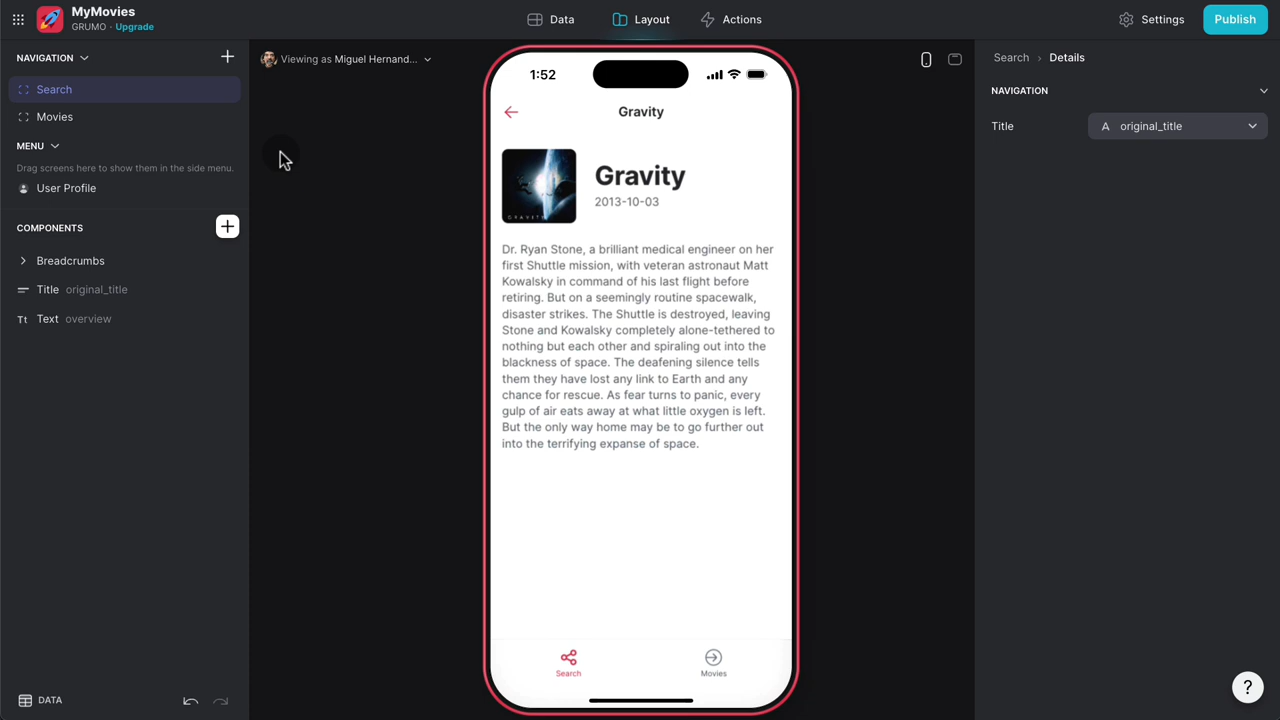 MyMovies
GRUMO · Upgrade
Data
Layout
Actions
Settings
Publish
Viewing as Miguel Hernand...
Movies
MENU
Drag screens here to show them in the side menu.
User Profile
COMPONENTS
Breadcrumbs
Title original_title
Text overview
DATA
1:52
Gravity
GRAVITY
Gravity
2013-10-03
Dr. Ryan Stone, a brilliant medical engineer on her
first Shuttle mission, with veteran astronaut Matt
Kowalsky in command of his last flight before
retiring. But on a seemingly routine spacewalk,
disaster strikes. The Shuttle is destroyed, leaving
Stone and Kowalsky completely alone-tethered to
nothing but each other and spiraling out into the
blackness of space. The deafening silence tells
them they have lost any link to Earth and any
chance for rescue. As fear turns to panic, every
gulp of air eats away at what little oxygen is left.
But the only way home may be to go further out
into the terrifying expanse of space.
Search
Movies
Search › Details
NAVIGATION
Title
A original_title
?